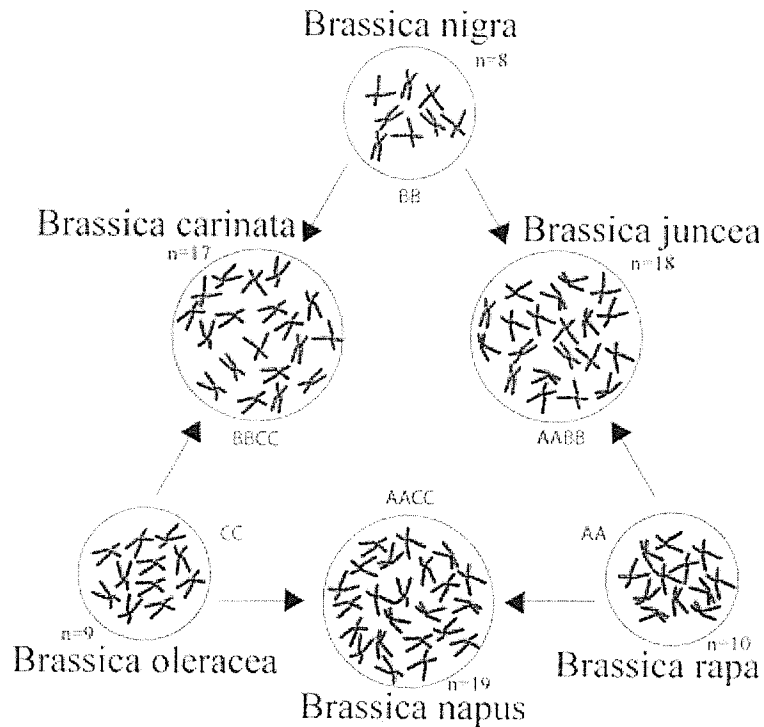 Brassica nigra
n=8
BB
Brassica carinata
n=17
BBCC
Brassica juncea
n=18
AABB
CC
n=9
Brassica oleracea
AACC
n=19
Brassica napus
AA
n=10
Brassica rapa